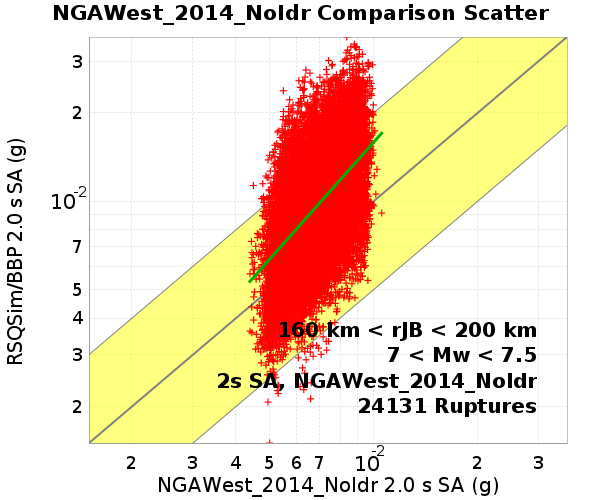 NGAWest_2014_NoIdr Comparison Scatter
RSQSim/BBP 2.0 s SA (g)
3
2
10-2
7
5
4
3
2
160 km < rJB < 200 km
7 < Mw < 7.5
2s SA, NGAWest_2014_NoIdr
24131 Ruptures
2 3 4 5 6 7 10-2 2 3
NGAWest_2014_NoIdr 2.0 s SA (g)